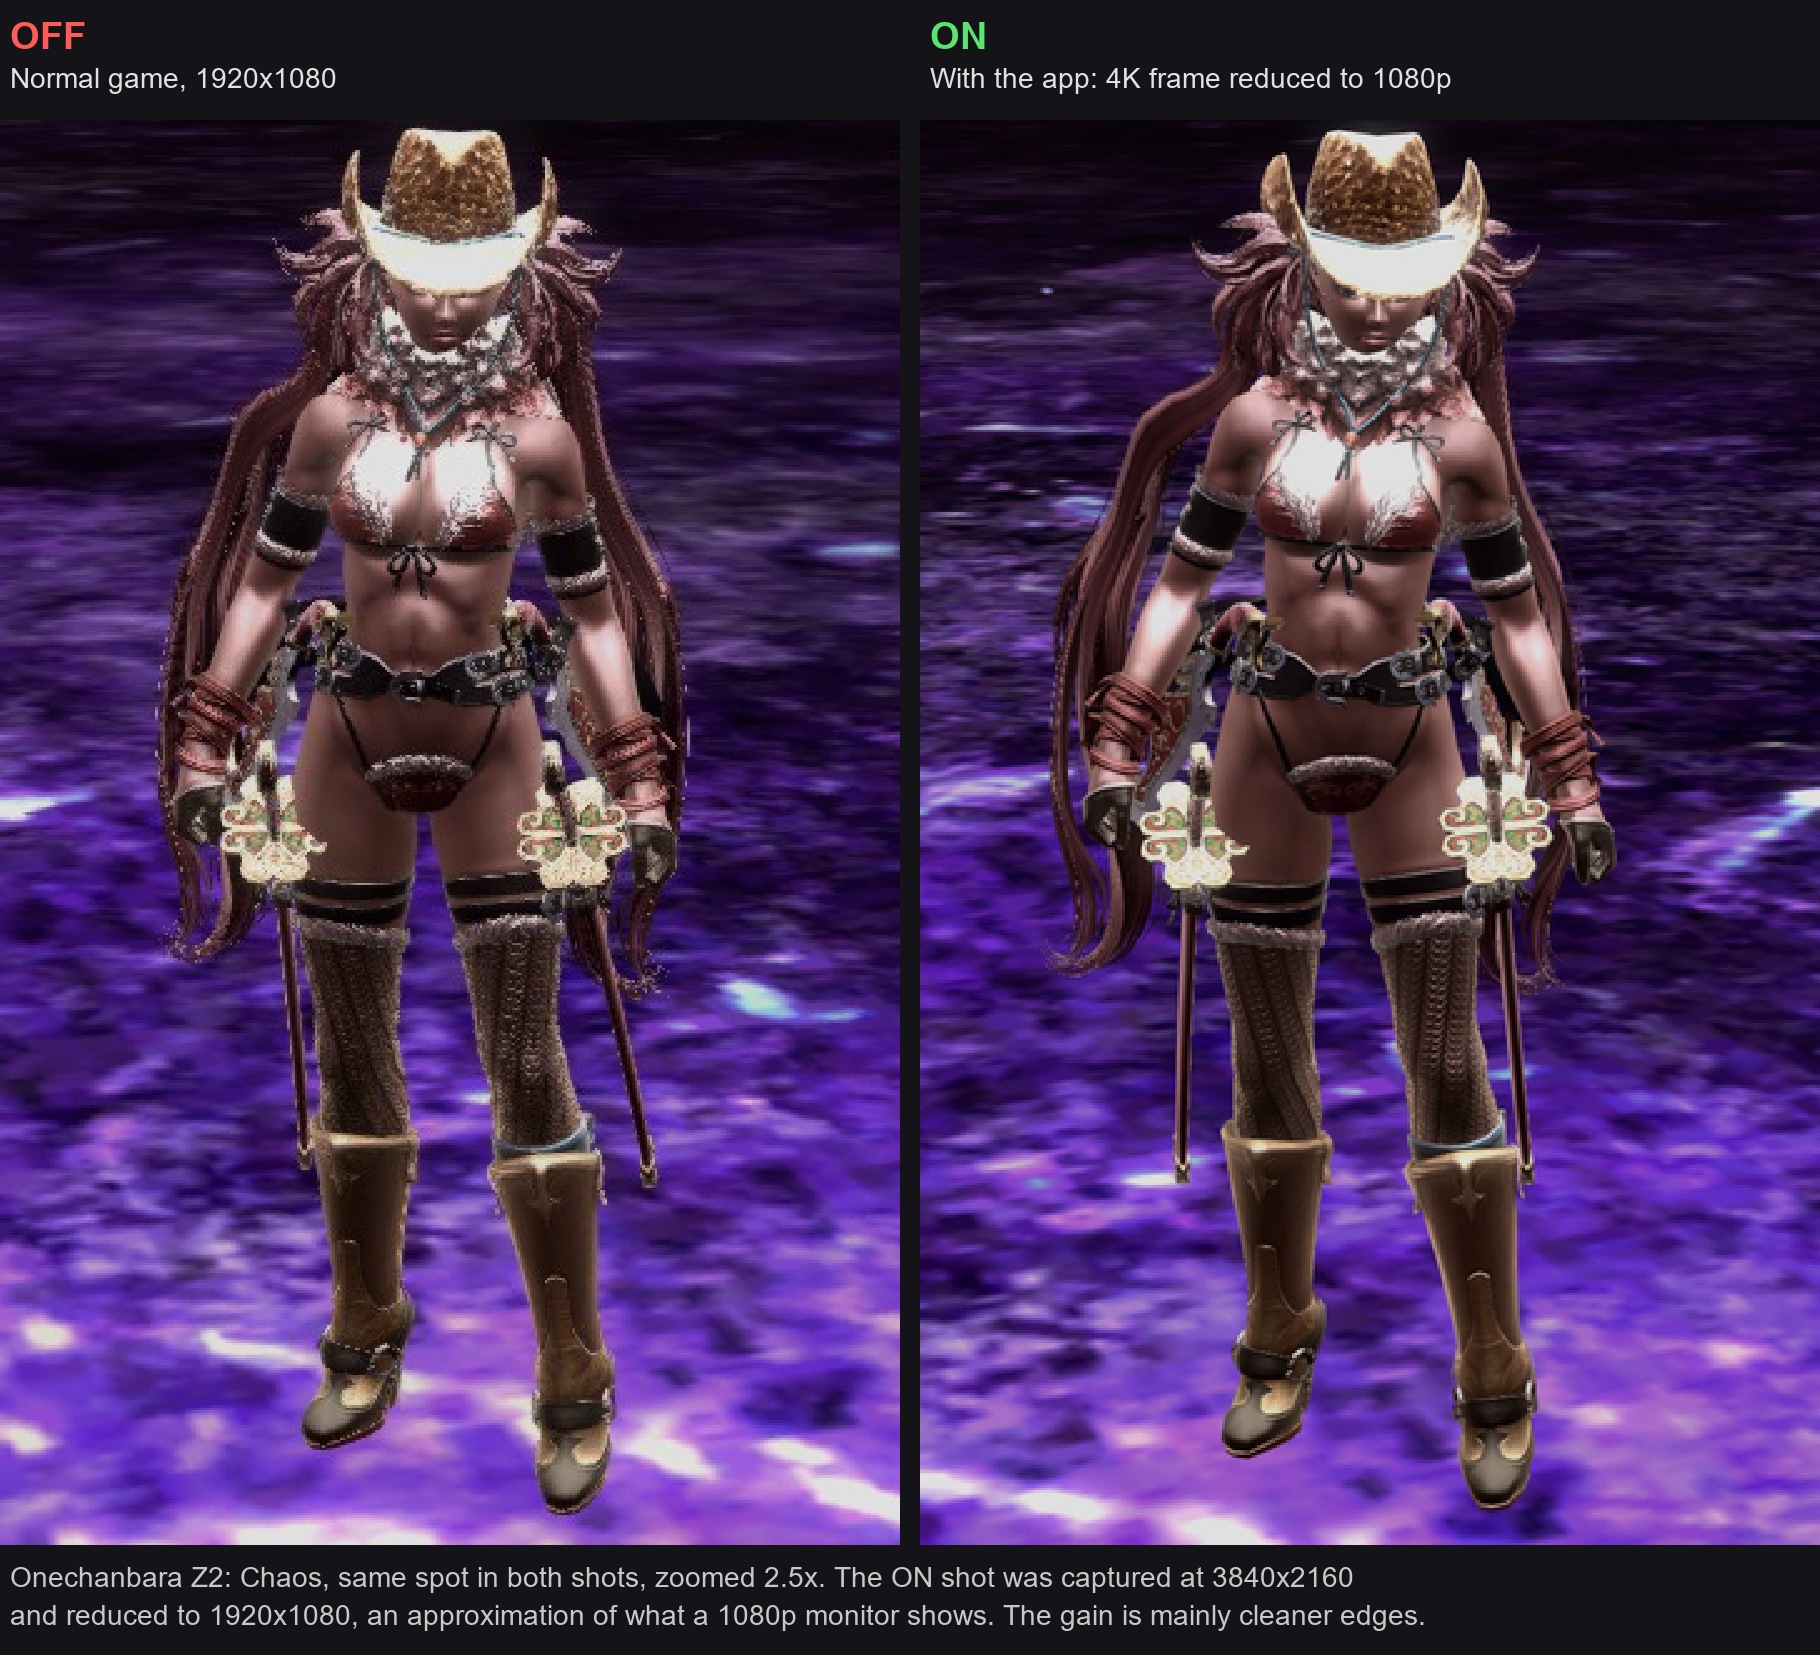 OFF
Normal game, 1920x1080
ON
With the app: 4K frame reduced to 1080p
Onechanbara Z2: Chaos, same spot in both shots, zoomed 2.5x. The ON shot was captured at 3840x2160
and reduced to 1920x1080, an approximation of what a 1080p monitor shows. The gain is mainly cleaner edges.